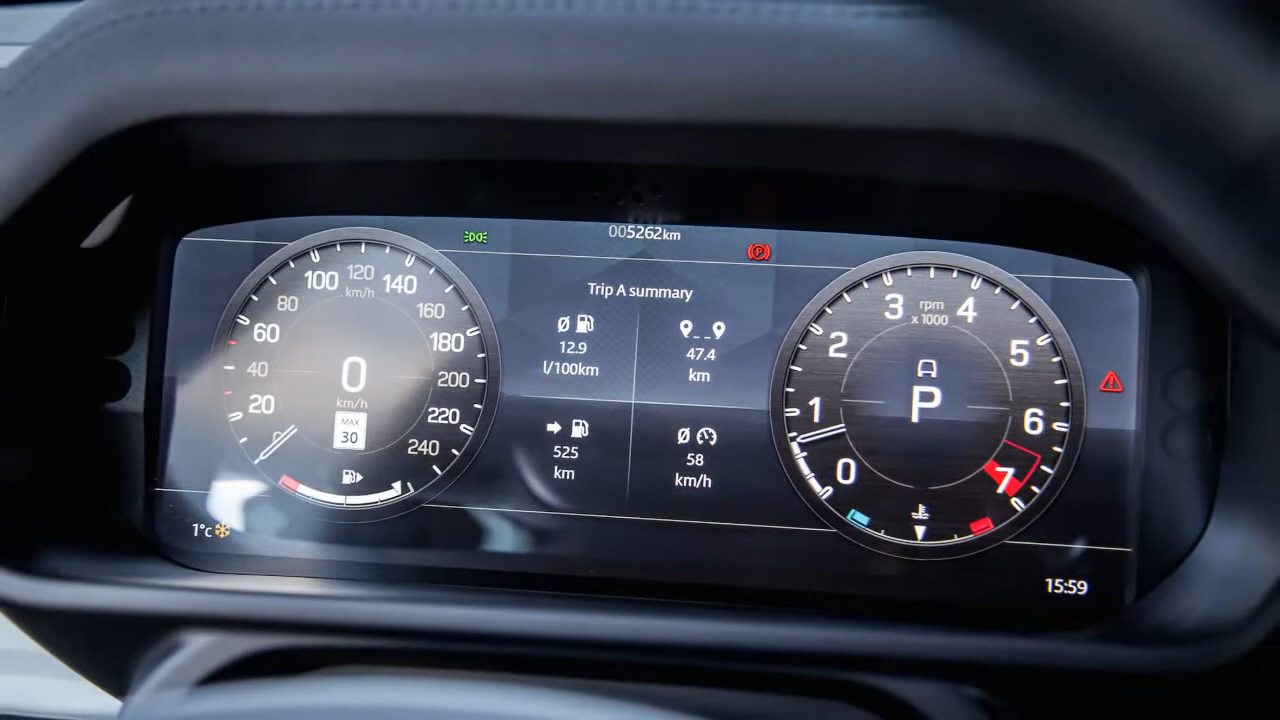 005262km
Trip A summary
12.9
l/100km
47.4
km
525
km
58
km/h
20
40
60
80
100
120
140
160
180
200
220
240
km/h
0
km/h
MAX
30
0
1
2
3
4
5
6
7
rpm
x 1000
P
P
1°c
15:59